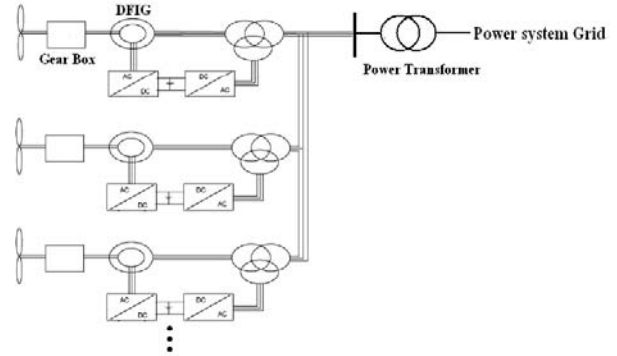 DFIG
Gear Box
Power system Grid
Power Transformer
AC
DC
DC
AC
AC
DC
DC
AC
AC
DC
DC
AC